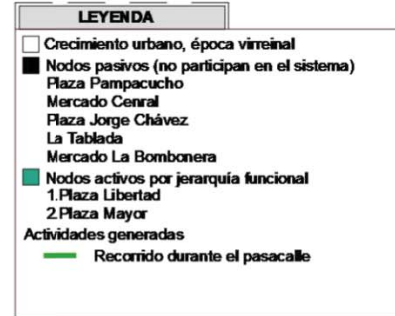 LEYENDA
Crecimiento urbano, época virreinal
Nodos pasivos (no participan en el sistema)
Plaza Pampacucho
Mercado Cenral
Plaza Jorge Chávez
La Tablada
Mercado La Bombonera
Nodos activos por jerarquía funcional
1.Plaza Libertad
2.Plaza Mayor
Actividades generadas
Recorrido durante el pasacalle